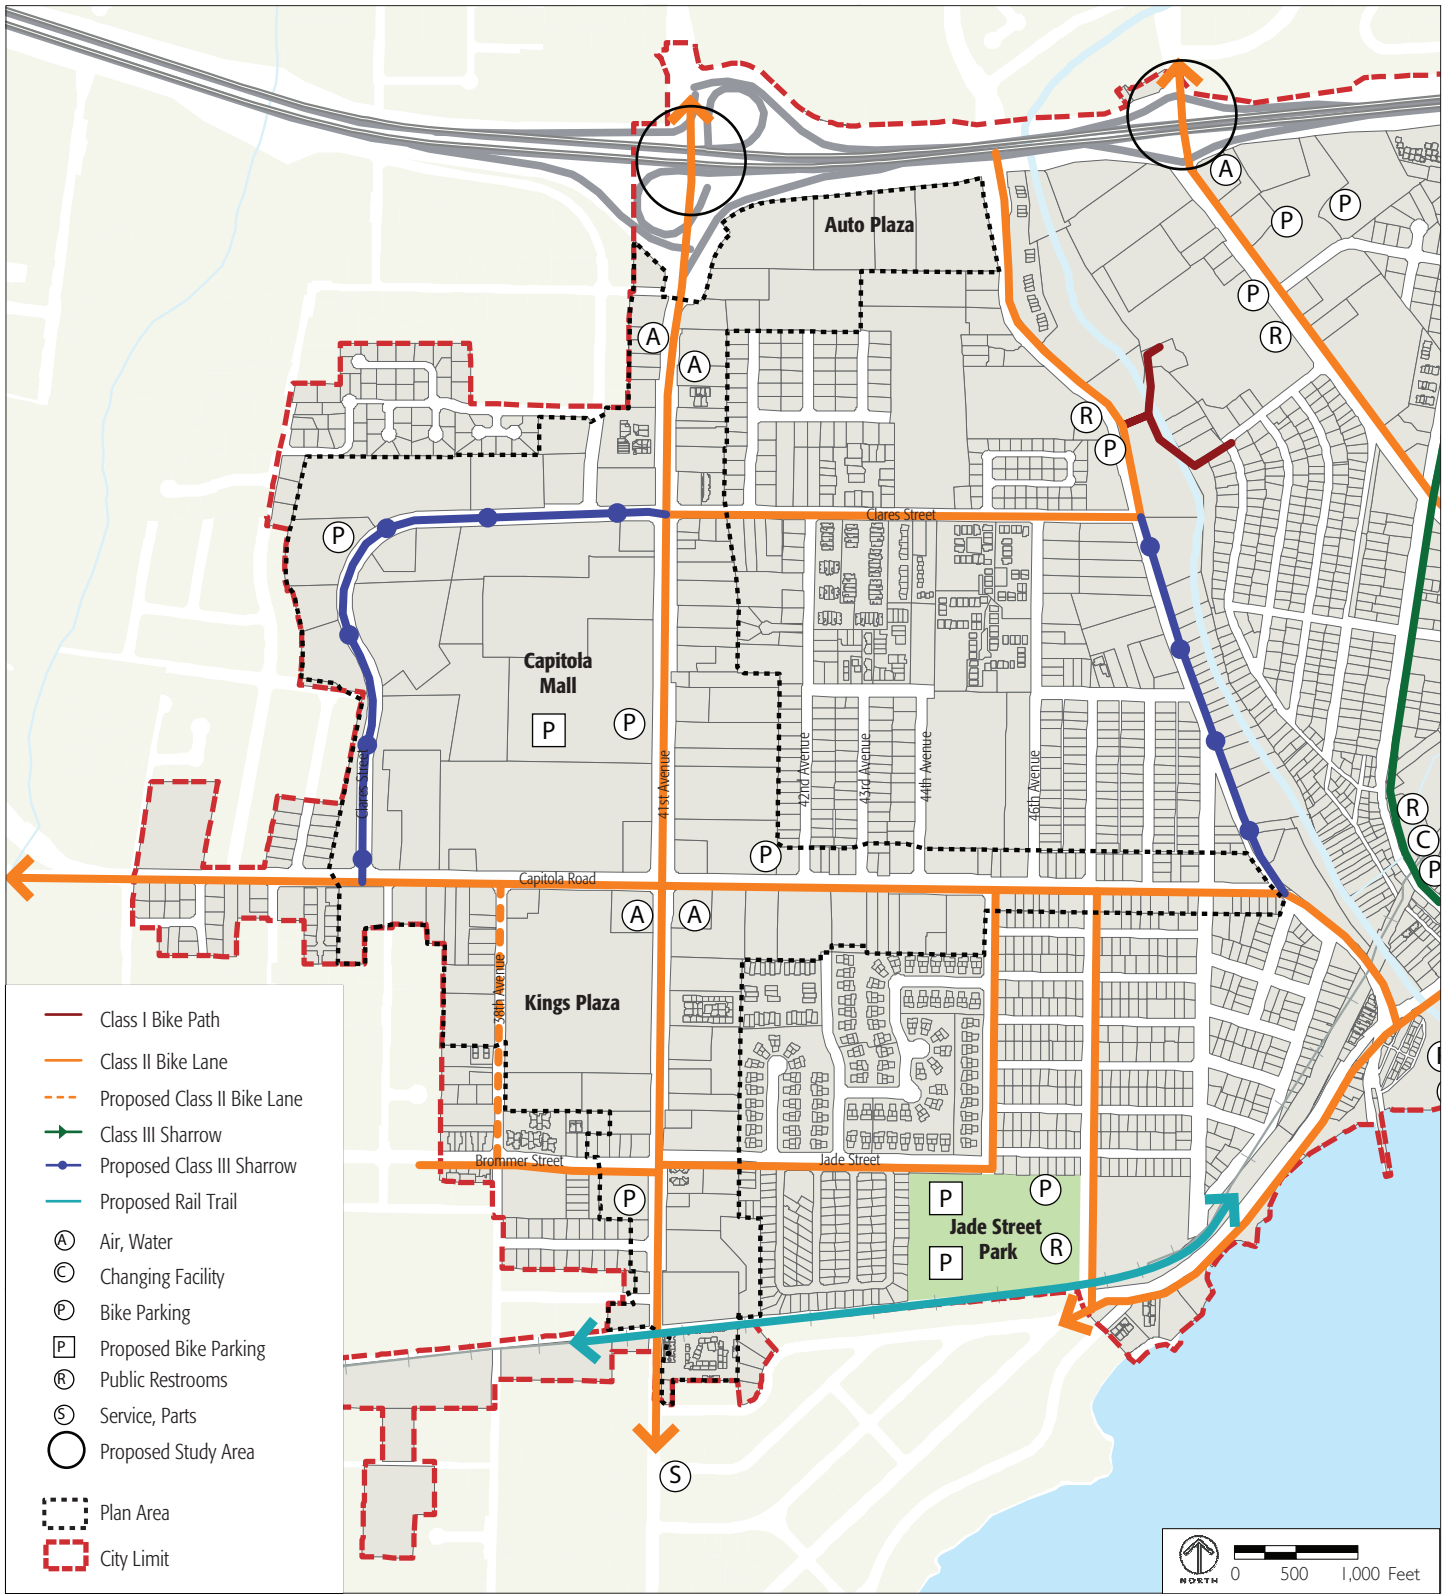 A
P
P
Auto Plaza
P
A
R
A
R
P
Clares Street
P
Capitola
Mall
P
P
Clares Street
41st Avenue
42nd Avenue
43rd Avenue
44th Avenue
46th Avenue
R
C
P
P
Capitola Road
A
A
38th Avenue
Kings Plaza
Brommer Street
Jade Street
P
P
P
Jade Street
Park
R
P
S
Class I Bike Path
Class II Bike Lane
Proposed Class II Bike Lane
Class III Sharrow
Proposed Class III Sharrow
Proposed Rail Trail
A Air, Water
C Changing Facility
P Bike Parking
P Proposed Bike Parking
R Public Restrooms
S Service, Parts
Proposed Study Area
Plan Area
City Limit
NORTH
0 500 1,000 Feet